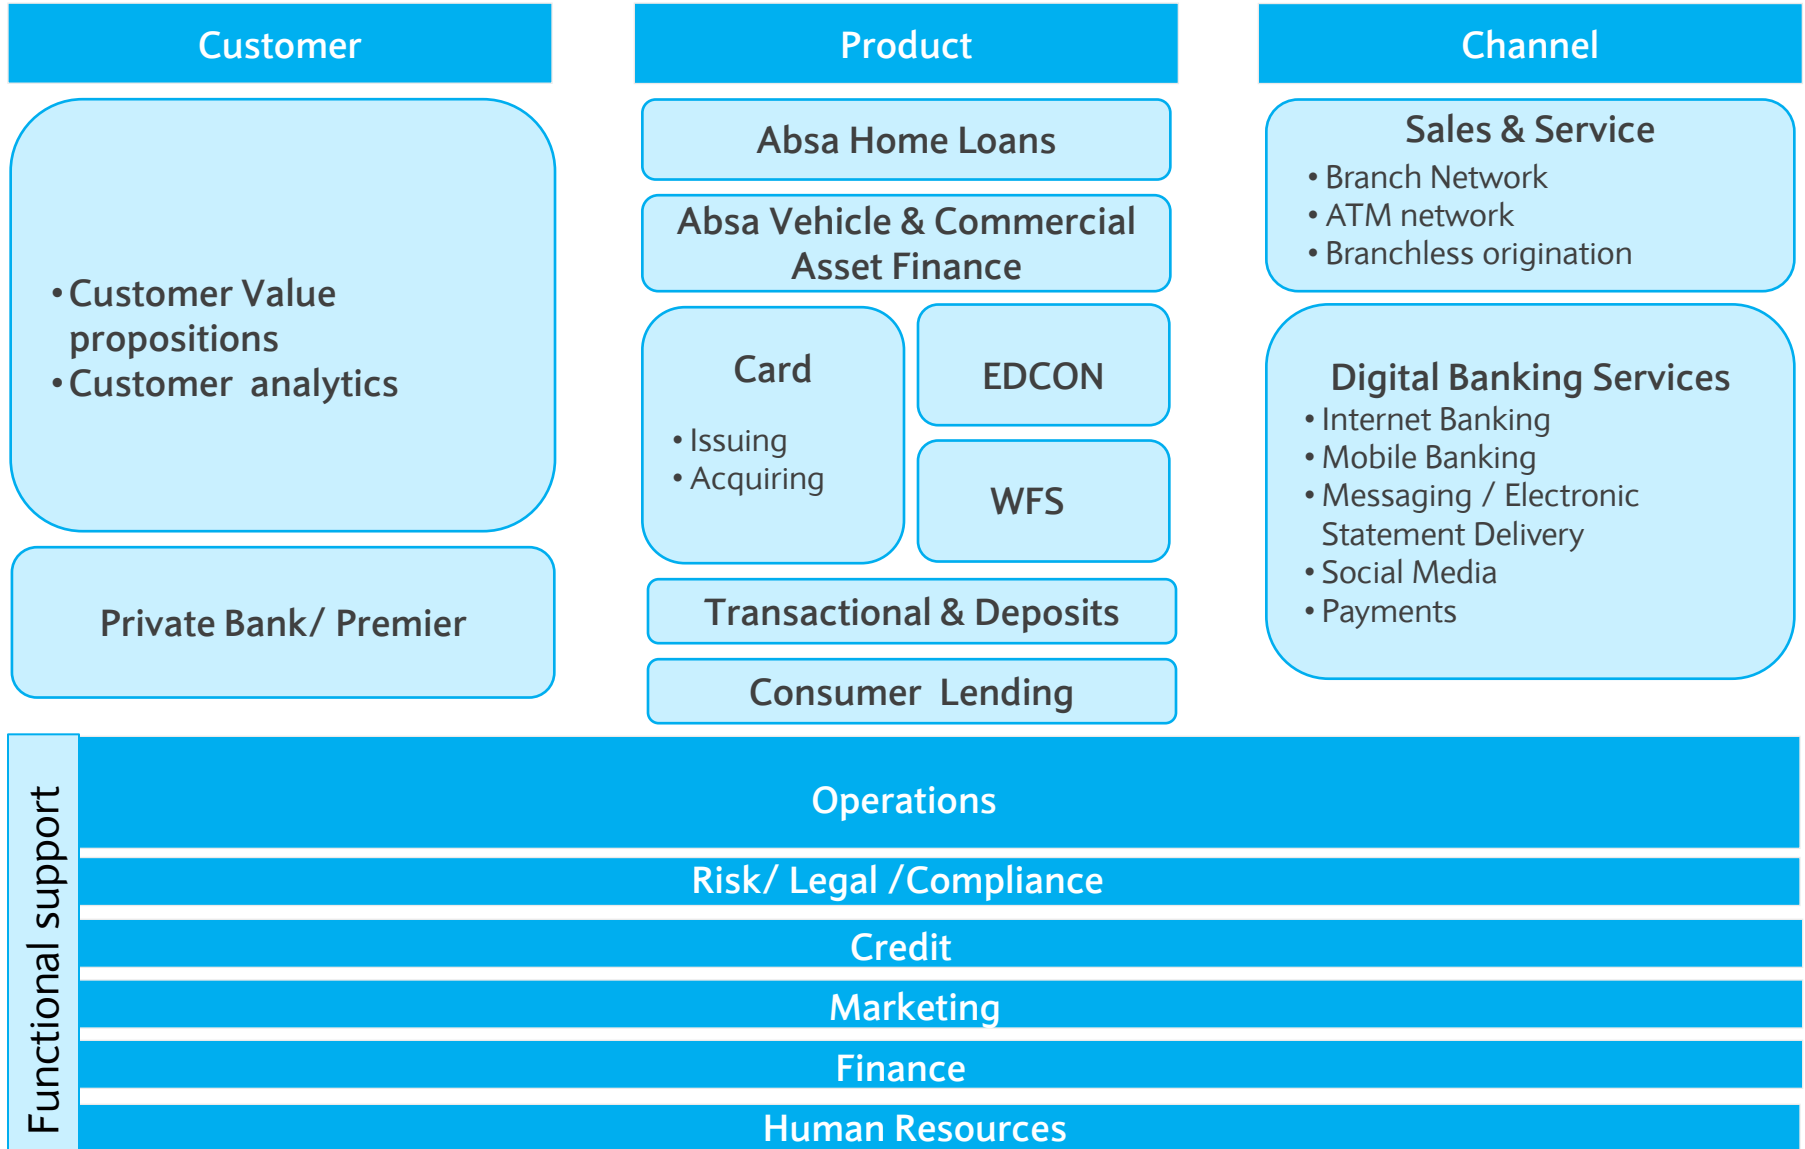 Customer
• Customer Value
propositions
• Customer analytics
Private Bank/ Premier
Product
Absa Home Loans
Absa Vehicle & Commercial
Asset Finance
Card
• Issuing
• Acquiring
EDCON
WFS
Transactional & Deposits
Consumer Lending
Channel
Sales & Service
• Branch Network
• ATM network
• Branchless origination
Digital Banking Services
• Internet Banking
• Mobile Banking
• Messaging / Electronic
Statement Delivery
• Social Media
• Payments
Functional support
Operations
Risk/ Legal /Compliance
Credit
Marketing
Finance
Human Resources